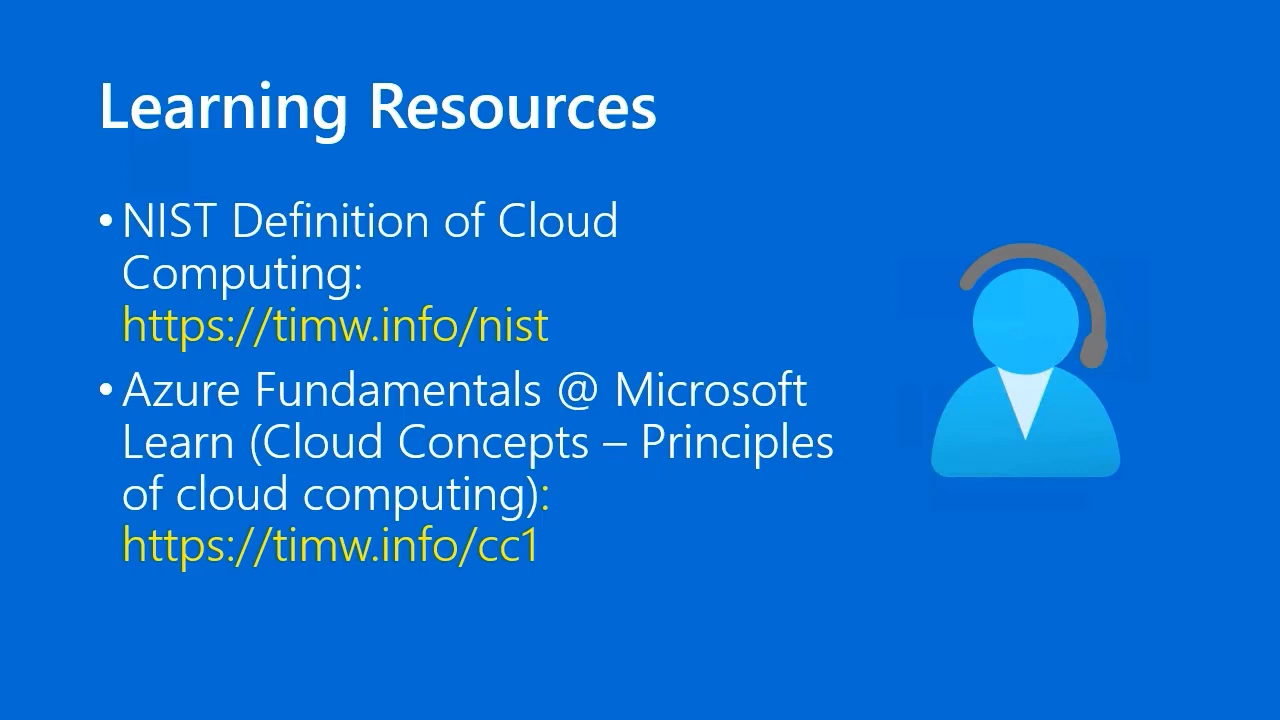 Learning Resources
• NIST Definition of Cloud
Computing:
https://timw.info/nist
• Azure Fundamentals @ Microsoft
Learn (Cloud Concepts – Principles
of cloud computing):
https://timw.info/cc1